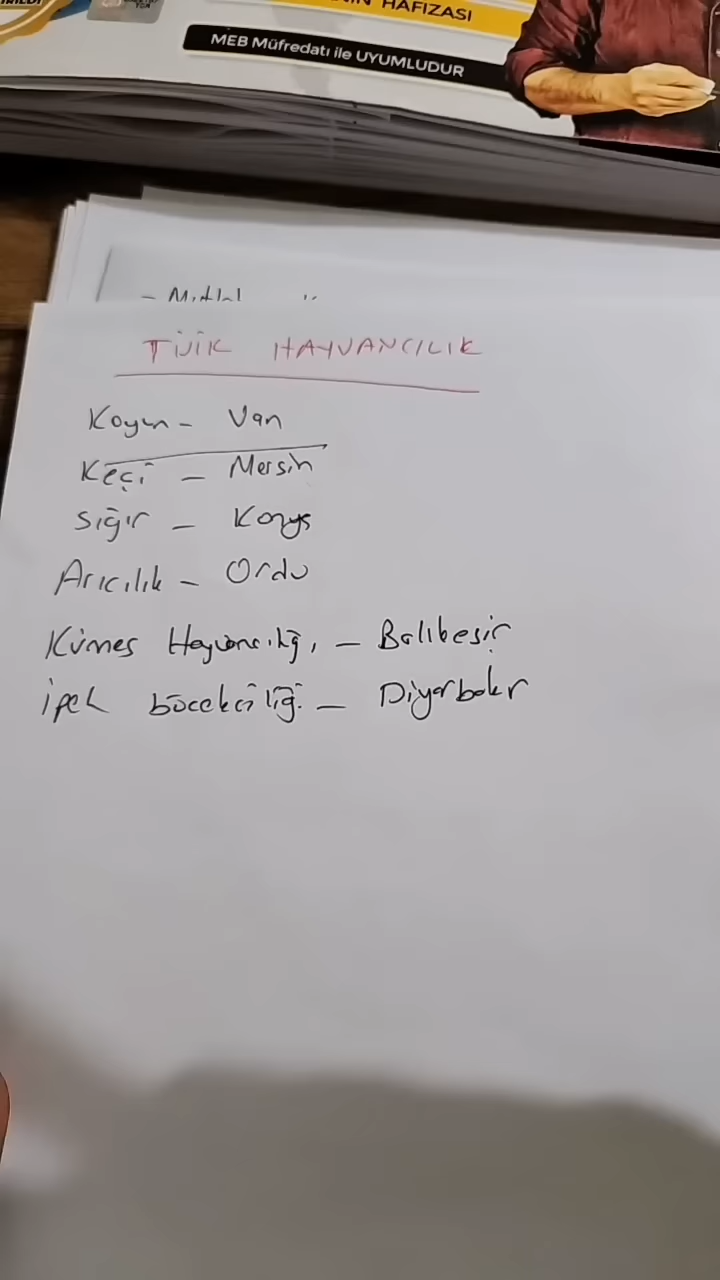 HAFIZASI
MEB Müfredatı ile UYUMLUDUR
TÜİK HAYVANCILIK
Koyun - Van
Keçi - Mersin
Sığır - Konya
Arıcılık - Ordu
Kümes Hayvancılığı - Balıkesir
İpek böcekçiliği - Diyarbakır